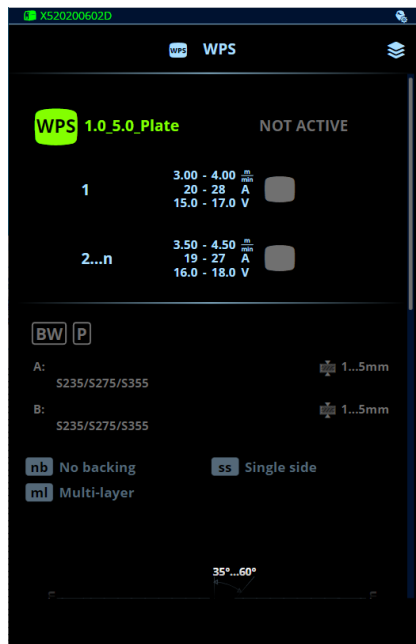 X520200602D
WPS WPS
WPS 1.0_5.0_Plate NOT ACTIVE
1 3.00 - 4.00 m/min
20 - 28 A
15.0 - 17.0 V
2...n 3.50 - 4.50 m/min
19 - 27 A
16.0 - 18.0 V
BW P
A: 1...5mm
S235/S275/S355
B: 1...5mm
S235/S275/S355
nb No backing ss Single side
ml Multi-layer
35°...60°